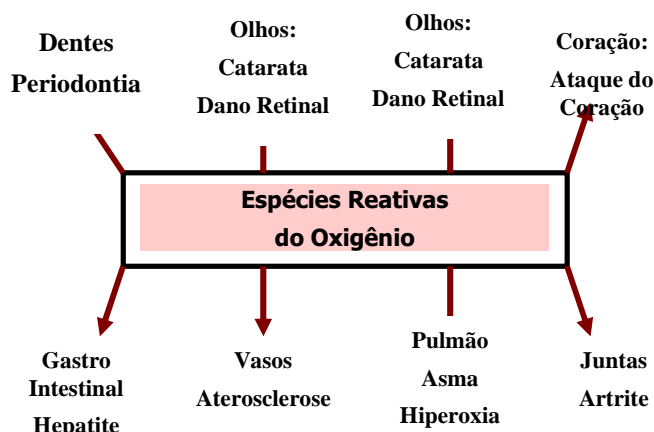 Dentes
Periodontia
Olhos:
Catarata
Dano Retinal
Olhos:
Catarata
Dano Retinal
Coração:
Ataque do
Coração
Espécies Reativas
do Oxigênio
Gastro
Intestinal
Hepatite
Vasos
Aterosclerose
Pulmão
Asma
Hiperoxia
Juntas
Artrite